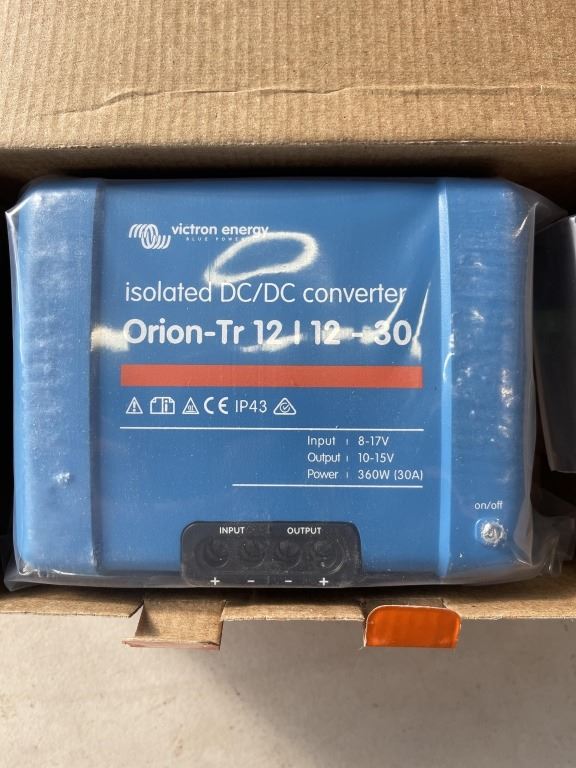 victron energy
BLUE POWER
isolated DC/DC converter
Orion-Tr 12 | 12 - 30
CE IP43
Input | 8-17V
Output | 10-15V
Power | 360W (30A)
on/off
INPUT OUTPUT
+ - - +